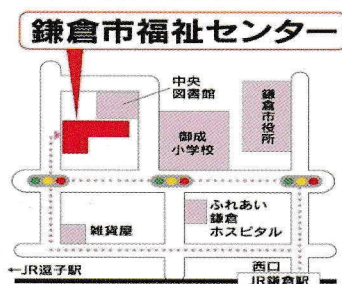 鎌倉市福祉センター
中央
図書館
御成
小学校
鎌倉市役所
雑貨屋
ふれあい
鎌倉
ホスピタル
←JR逗子駅
西口
JR鎌倉駅